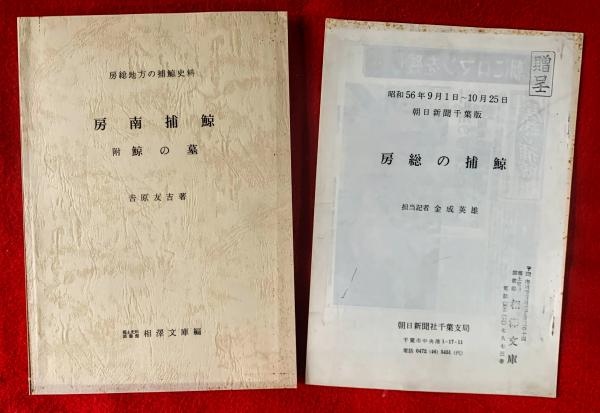 房総地方の捕鯨史料
房南捕鯨
附 鯨の墓
吉原友吉著
相澤文庫編
贈呈
昭和56年9月1日〜10月25日
朝日新聞千葉版
房総の捕鯨
担当記者 金成英雄
朝日新聞社千葉支局
千葉市中央港1-17-11
相澤文庫